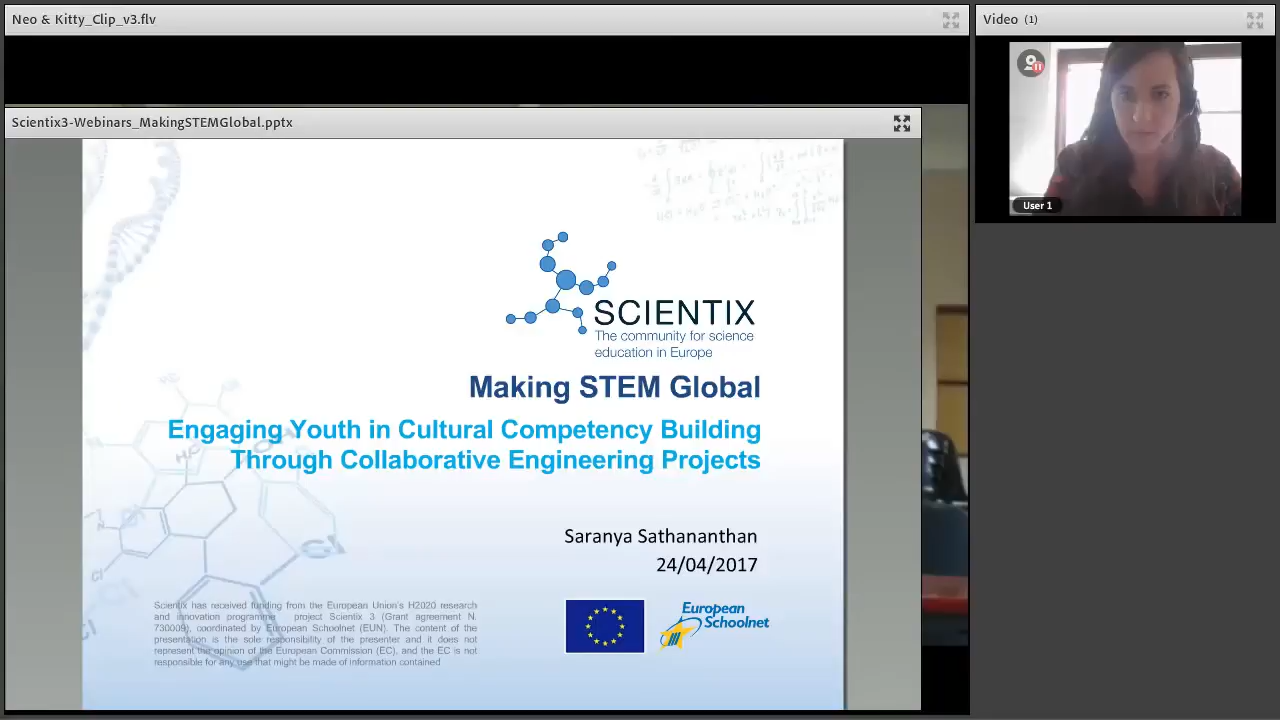 Neo & Kitty_Clip_v3.flv
Video (1)
User 1
Scientix3-Webinars_MakingSTEMGlobal.pptx
SCIENTIX
The community for science
education in Europe
Making STEM Global
Engaging Youth in Cultural Competency Building
Through Collaborative Engineering Projects
Saranya Sathananthan
24/04/2017
Scientix has received funding from the European Union's H2020 research
and innovation programme project Scientix 3 (Grant agreement N.
730009), coordinated by European Schoolnet (EUN). The content of the
presentation is the sole responsibility of the presenter and it does not
represent the opinion of the European Commission (EC), and the EC is not
responsible for any use that might be made of information contained
European
Schoolnet